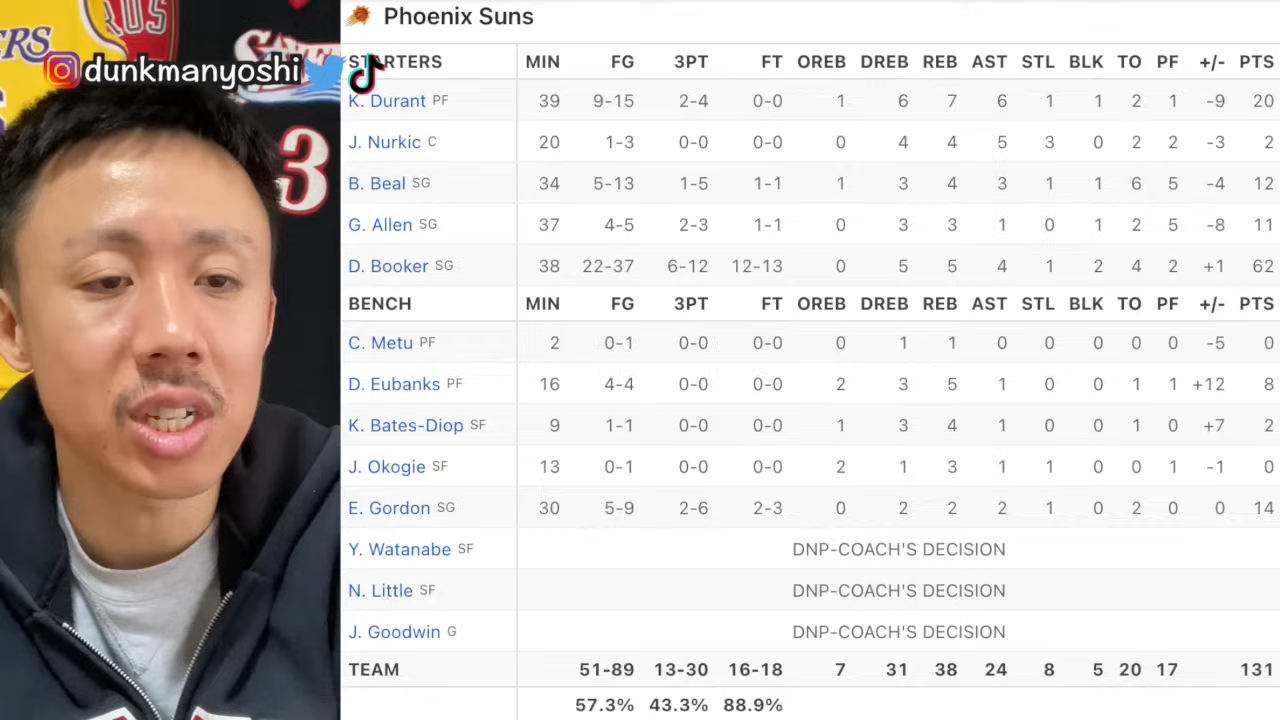 ERS
RS
SIXERS
3
dunkmanyoshi
Phoenix Suns
STARTERS MIN FG 3PT FT OREB DREB REB AST STL BLK TO PF +/- PTS
K. Durant PF 39 9-15 2-4 0-0 1 6 7 6 1 1 2 1 -9 20
J. Nurkic C 20 1-3 0-0 0-0 0 4 4 5 3 0 2 2 -3 2
B. Beal SG 34 5-13 1-5 1-1 1 3 4 3 1 1 6 5 -4 12
G. Allen SG 37 4-5 2-3 1-1 0 3 3 1 0 1 2 5 -8 11
D. Booker SG 38 22-37 6-12 12-13 0 5 5 4 1 2 4 2 +1 62
BENCH MIN FG 3PT FT OREB DREB REB AST STL BLK TO PF +/- PTS
C. Metu PF 2 0-1 0-0 0-0 0 1 1 0 0 0 0 0 -5 0
D. Eubanks PF 16 4-4 0-0 0-0 2 3 5 1 0 0 1 1 +12 8
K. Bates-Diop SF 9 1-1 0-0 0-0 1 3 4 1 0 0 1 0 +7 2
J. Okogie SF 13 0-1 0-0 0-0 2 1 3 1 1 0 0 1 -1 0
E. Gordon SG 30 5-9 2-6 2-3 0 2 2 2 1 0 2 0 0 14
Y. Watanabe SF DNP-COACH'S DECISION
N. Little SF DNP-COACH'S DECISION
J. Goodwin G DNP-COACH'S DECISION
TEAM 51-89 13-30 16-18 7 31 38 24 8 5 20 17 131
57.3% 43.3% 88.9%